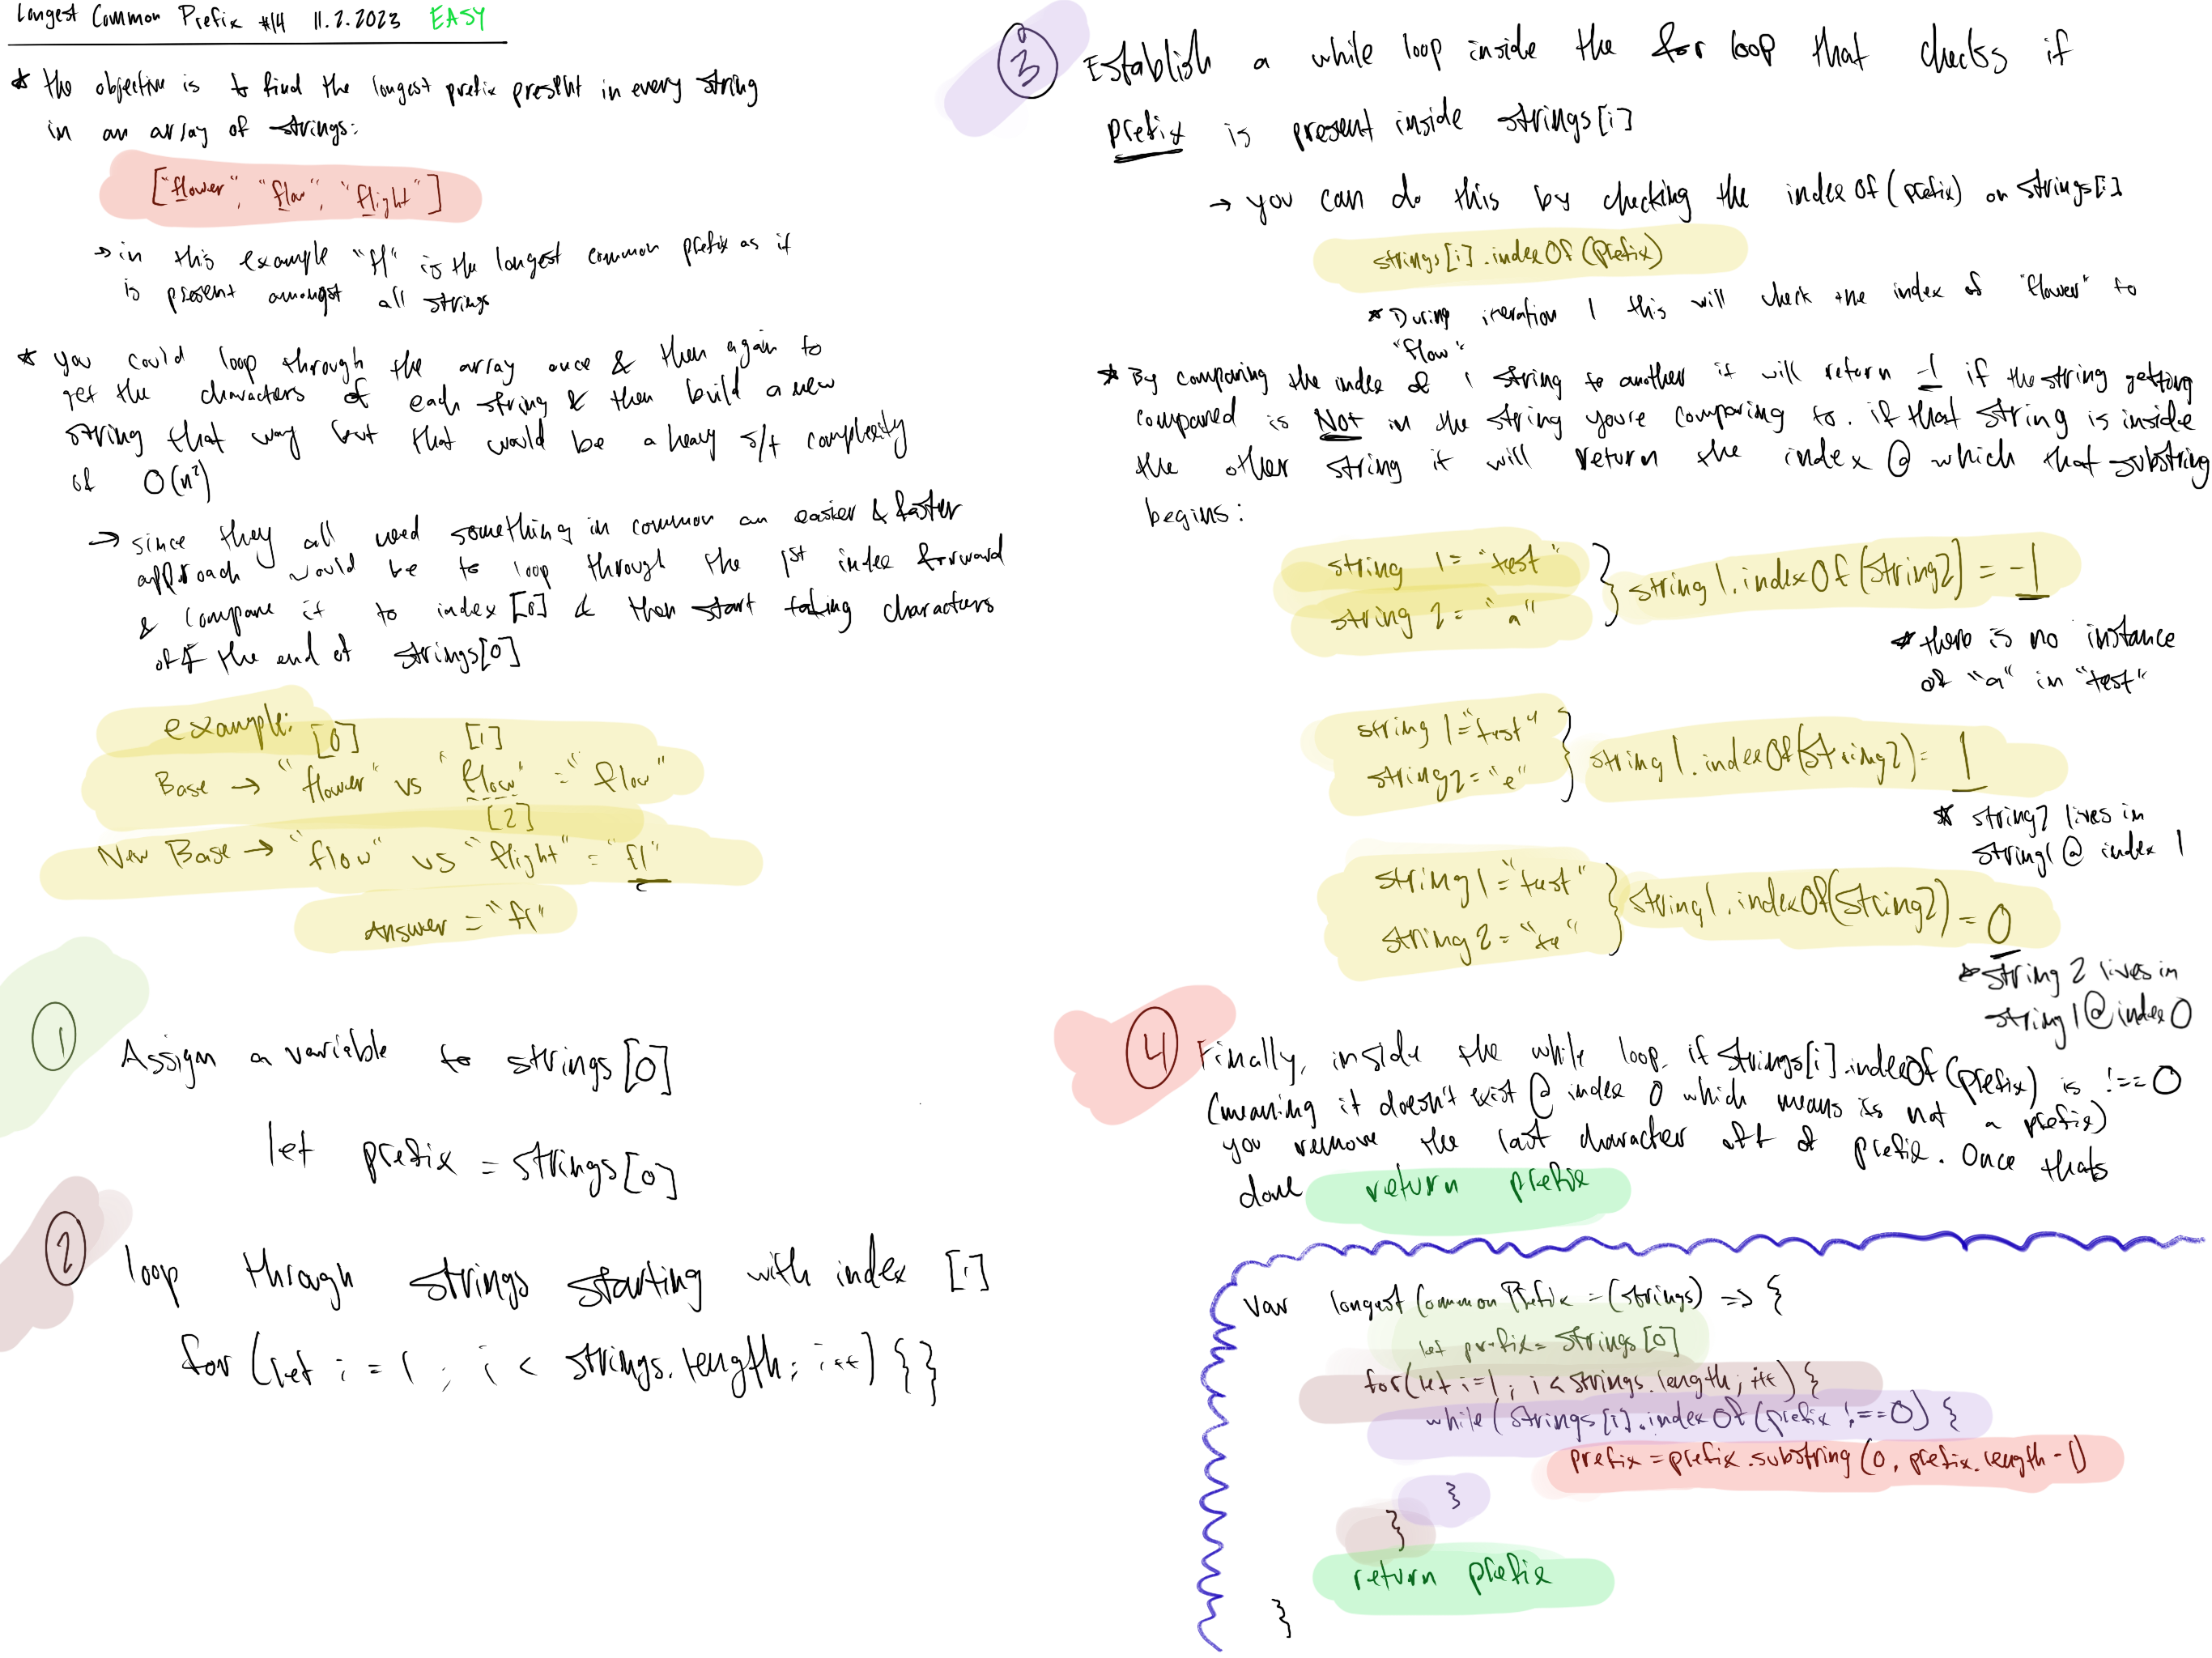 Longest Common Prefix #14 11.2.2023 EASY
* the objective is to find the longest prefix present in every string
in an array of strings:
["flower", "flow", "flight"]
→ in this example "fl" is the longest common prefix as it
is present amongst all strings
* you could loop through the array once & then again to
get the characters of each string & then build a new
string that way but that would be a heavy s/t complexity
of O(n²)
→ since they all need something in common an easier & faster
approach would be to loop through the 1st index forward
& compare it to index [0] & then start taking characters
off the end of strings[0]
example:
[0] [1]
Base → "flower" vs "flow" = "flow"
[2]
New Base → "flow" vs "flight" = "fl"
Answer = "fl"
1 Assign a variable to strings[0]
let prefix = strings[0]
2 loop through strings starting with index [1]
for (let i = 1; i < strings.length; i++) { }
3 Establish a while loop inside the for loop that checks if
prefix is present inside strings[i]
→ you can do this by checking the indexOf(prefix) on strings[i]
strings[i].indexOf(prefix)
* During iteration 1 this will check the index of "flower" to
"flow"
* By comparing the index of 1 string to another it will return -1 if the string getting
compared is NOT in the string youre comparing to. if that string is inside
the other string it will return the index @ which that substring
begins:
string 1 = "test"
string 2 = "a" } string1.indexOf(string2) = -1
* there is no instance
of "a" in "test"
string 1 = "test"
string2 = "e" } string1.indexOf(string2) = 1
* string2 lives in
string1 @ index 1
string1 = "test"
string2 = "te" } string1.indexOf(string2) = 0
* string2 lives in
string1 @ index 0
4 Finally, inside the while loop, if strings[i].indexOf(prefix) is !== 0
(meaning it doesn't exist @ index 0 which means its not a prefix)
you remove the last character off of prefix. Once thats
done return prefix
var longestCommonPrefix = (strings) => {
let prefix = strings[0]
for(let i=1; i < strings.length; i++) {
while(strings[i].indexOf(prefix !==0) {
prefix = prefix.substring(0, prefix.length - 1)
}
}
return prefix
}